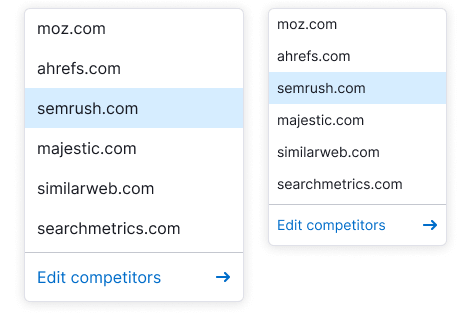 moz.com
ahrefs.com
semrush.com
majestic.com
similarweb.com
searchmetrics.com
Edit competitors
moz.com
ahrefs.com
semrush.com
majestic.com
similarweb.com
searchmetrics.com
Edit competitors